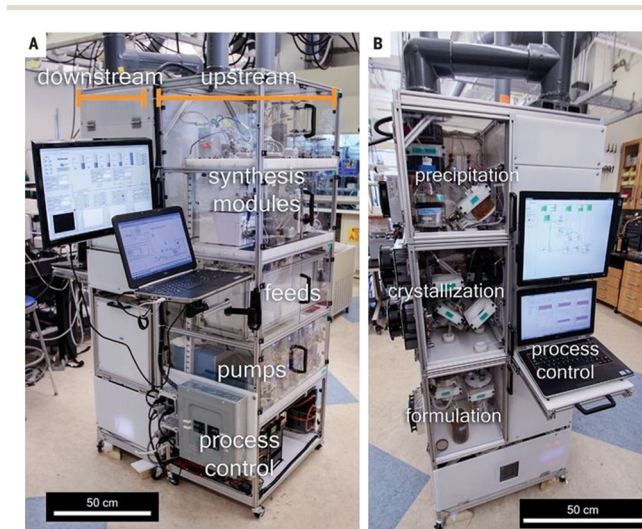 A
downstream
upstream
synthesis
modules
feeds
pumps
process
control
50 cm
B
precipitation
crystallization
process
control
formulation
50 cm